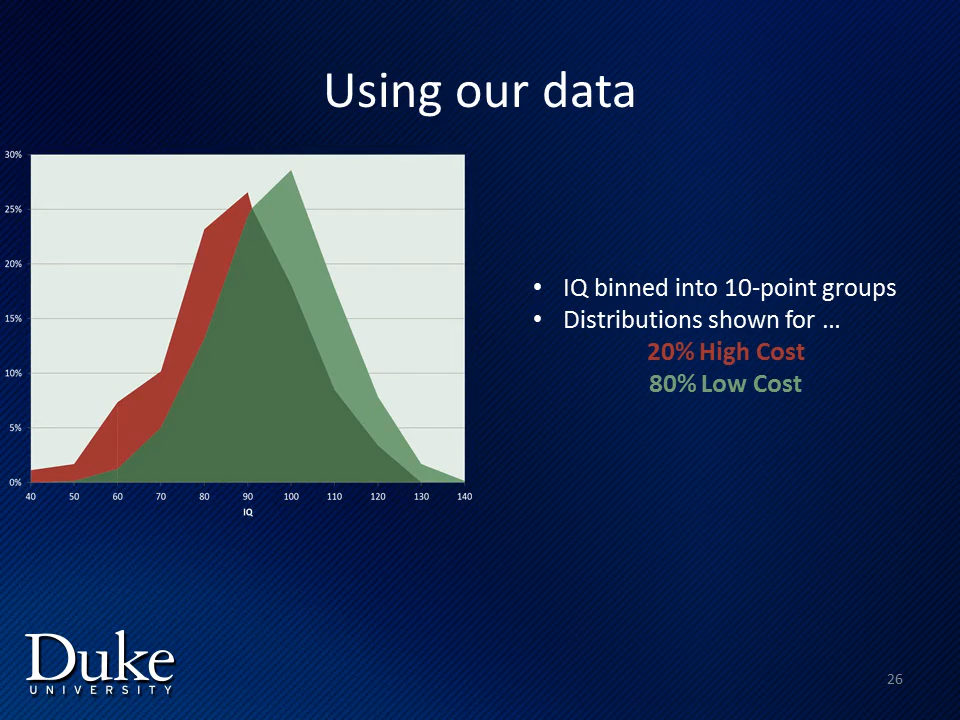 Using our data
30%
25%
20%
15%
10%
5%
0%
40 50 60 70 80 90 100 110 120 130 140
IQ
• IQ binned into 10-point groups
• Distributions shown for ...
20% High Cost
80% Low Cost
Duke
UNIVERSITY
26